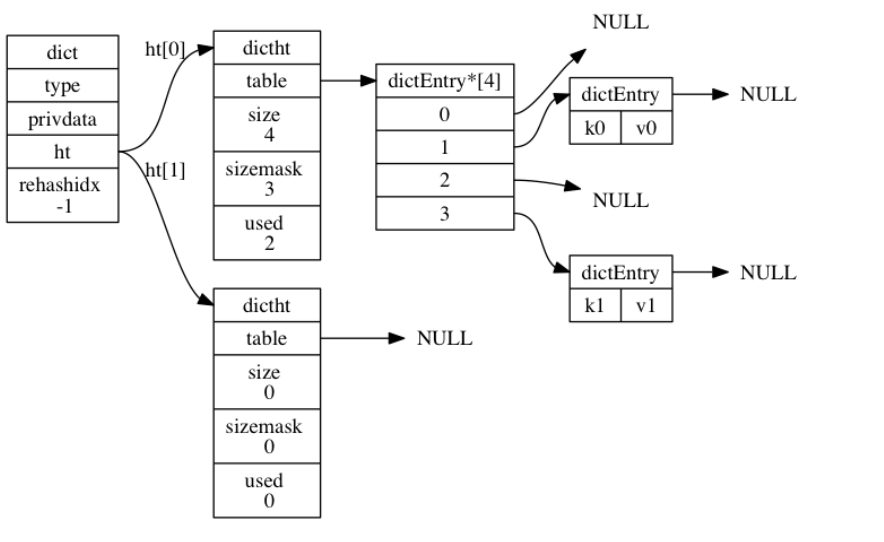 dict
type
privdata
ht
rehashidx
-1
ht[0]
ht[1]
dictht
table
size
4
sizemask
3
used
2
dictht
table
size
0
sizemask
0
used
0
NULL
dictEntry*[4]
0
1
2
3
NULL
dictEntry
k0 v0
NULL
NULL
dictEntry
k1 v1
NULL